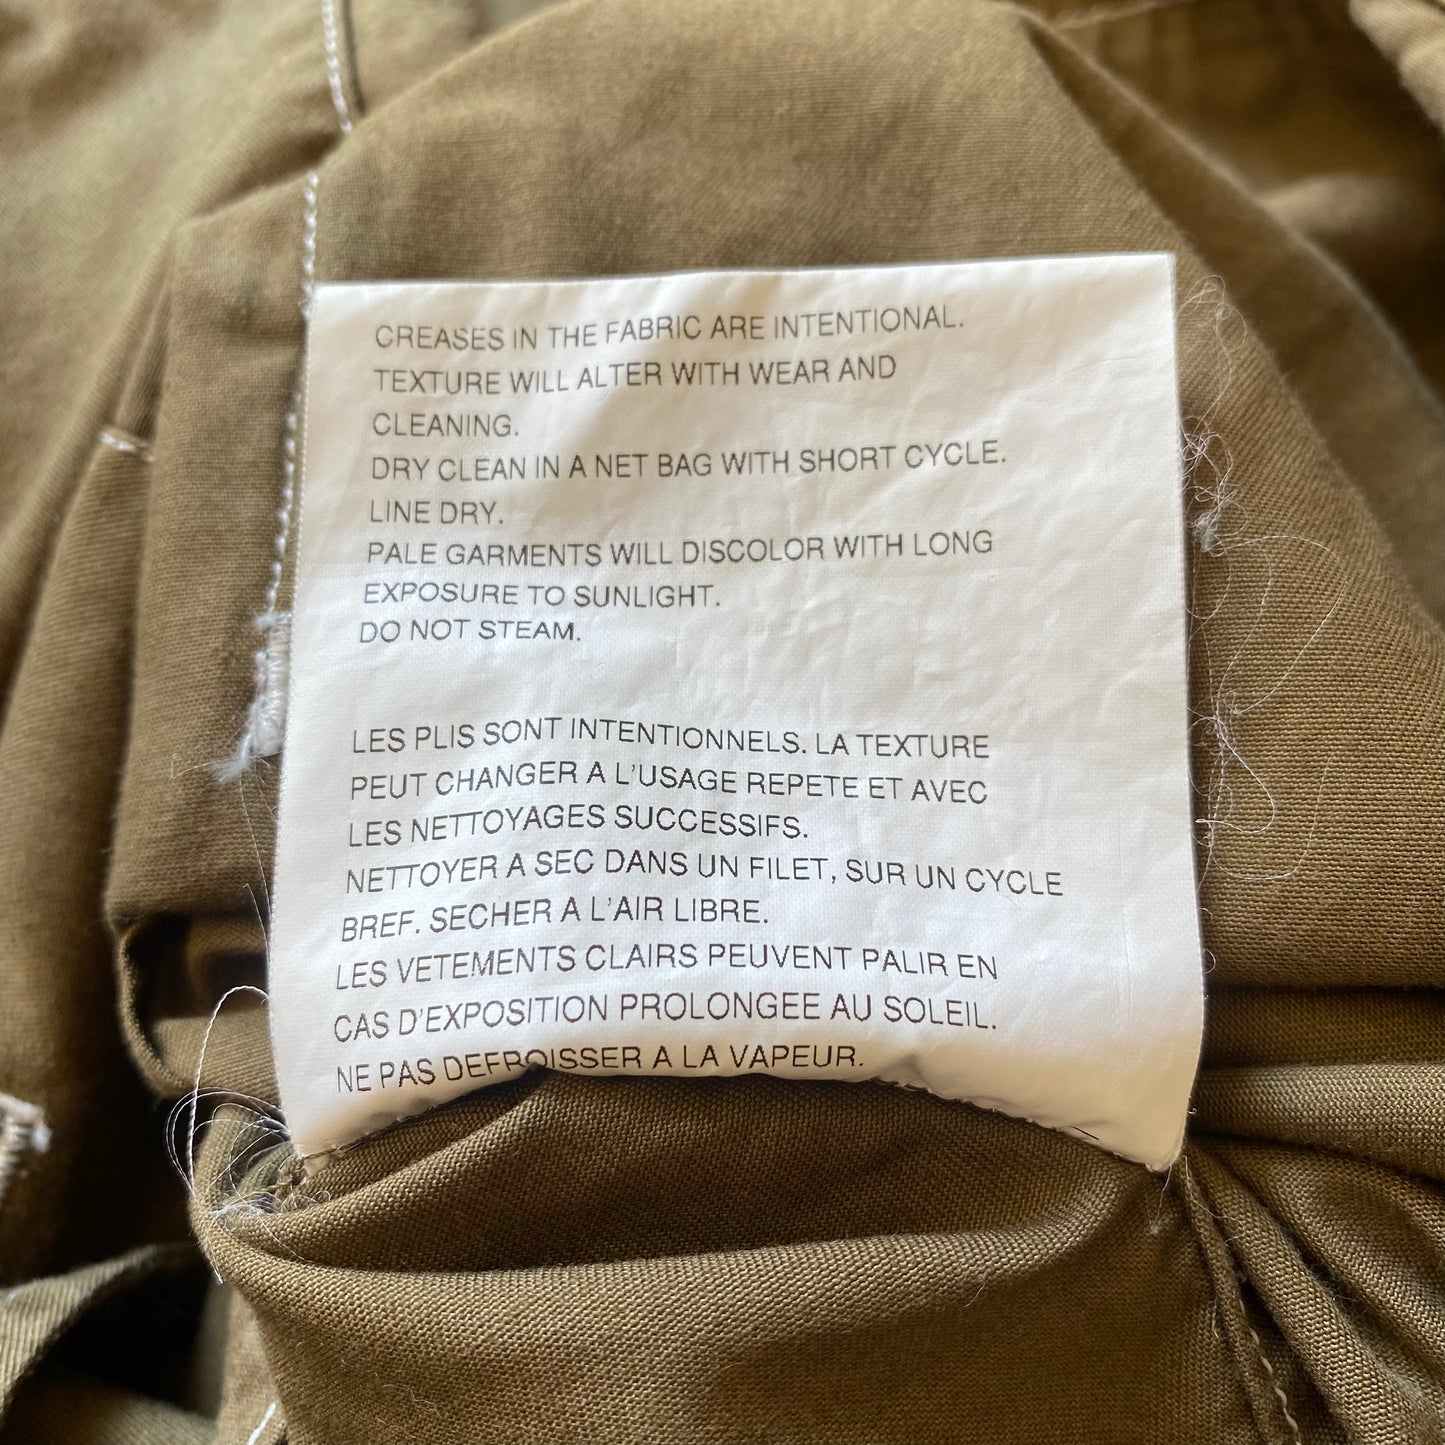 CREASES IN THE FABRIC ARE INTENTIONAL.
TEXTURE WILL ALTER WITH WEAR AND
CLEANING.
DRY CLEAN IN A NET BAG WITH SHORT CYCLE.
LINE DRY.
PALE GARMENTS WILL DISCOLOR WITH LONG
EXPOSURE TO SUNLIGHT.
DO NOT STEAM.
LES PLIS SONT INTENTIONNELS. LA TEXTURE
PEUT CHANGER A L'USAGE REPETE ET AVEC
LES NETTOYAGES SUCCESSIFS.
NETTOYER A SEC DANS UN FILET, SUR UN CYCLE
BREF. SECHER A L'AIR LIBRE.
LES VETEMENTS CLAIRS PEUVENT PALIR EN
CAS D'EXPOSITION PROLONGEE AU SOLEIL.
NE PAS DEFROISSER A LA VAPEUR.